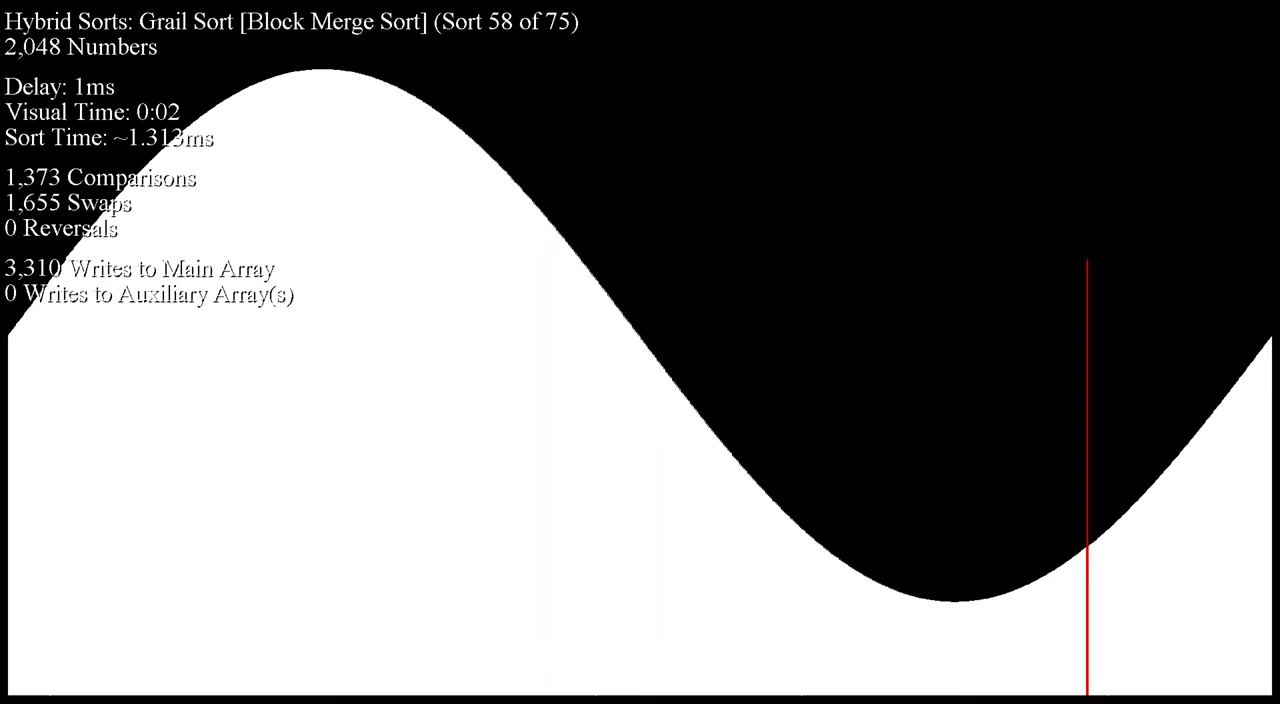 Hybrid Sorts: Grail Sort [Block Merge Sort] (Sort 58 of 75)
2,048 Numbers
Delay: 1ms
Visual Time: 0:02
Sort Time: ~1.313ms
1,373 Comparisons
1,655 Swaps
0 Reversals
3,310 Writes to Main Array
0 Writes to Auxiliary Array(s)